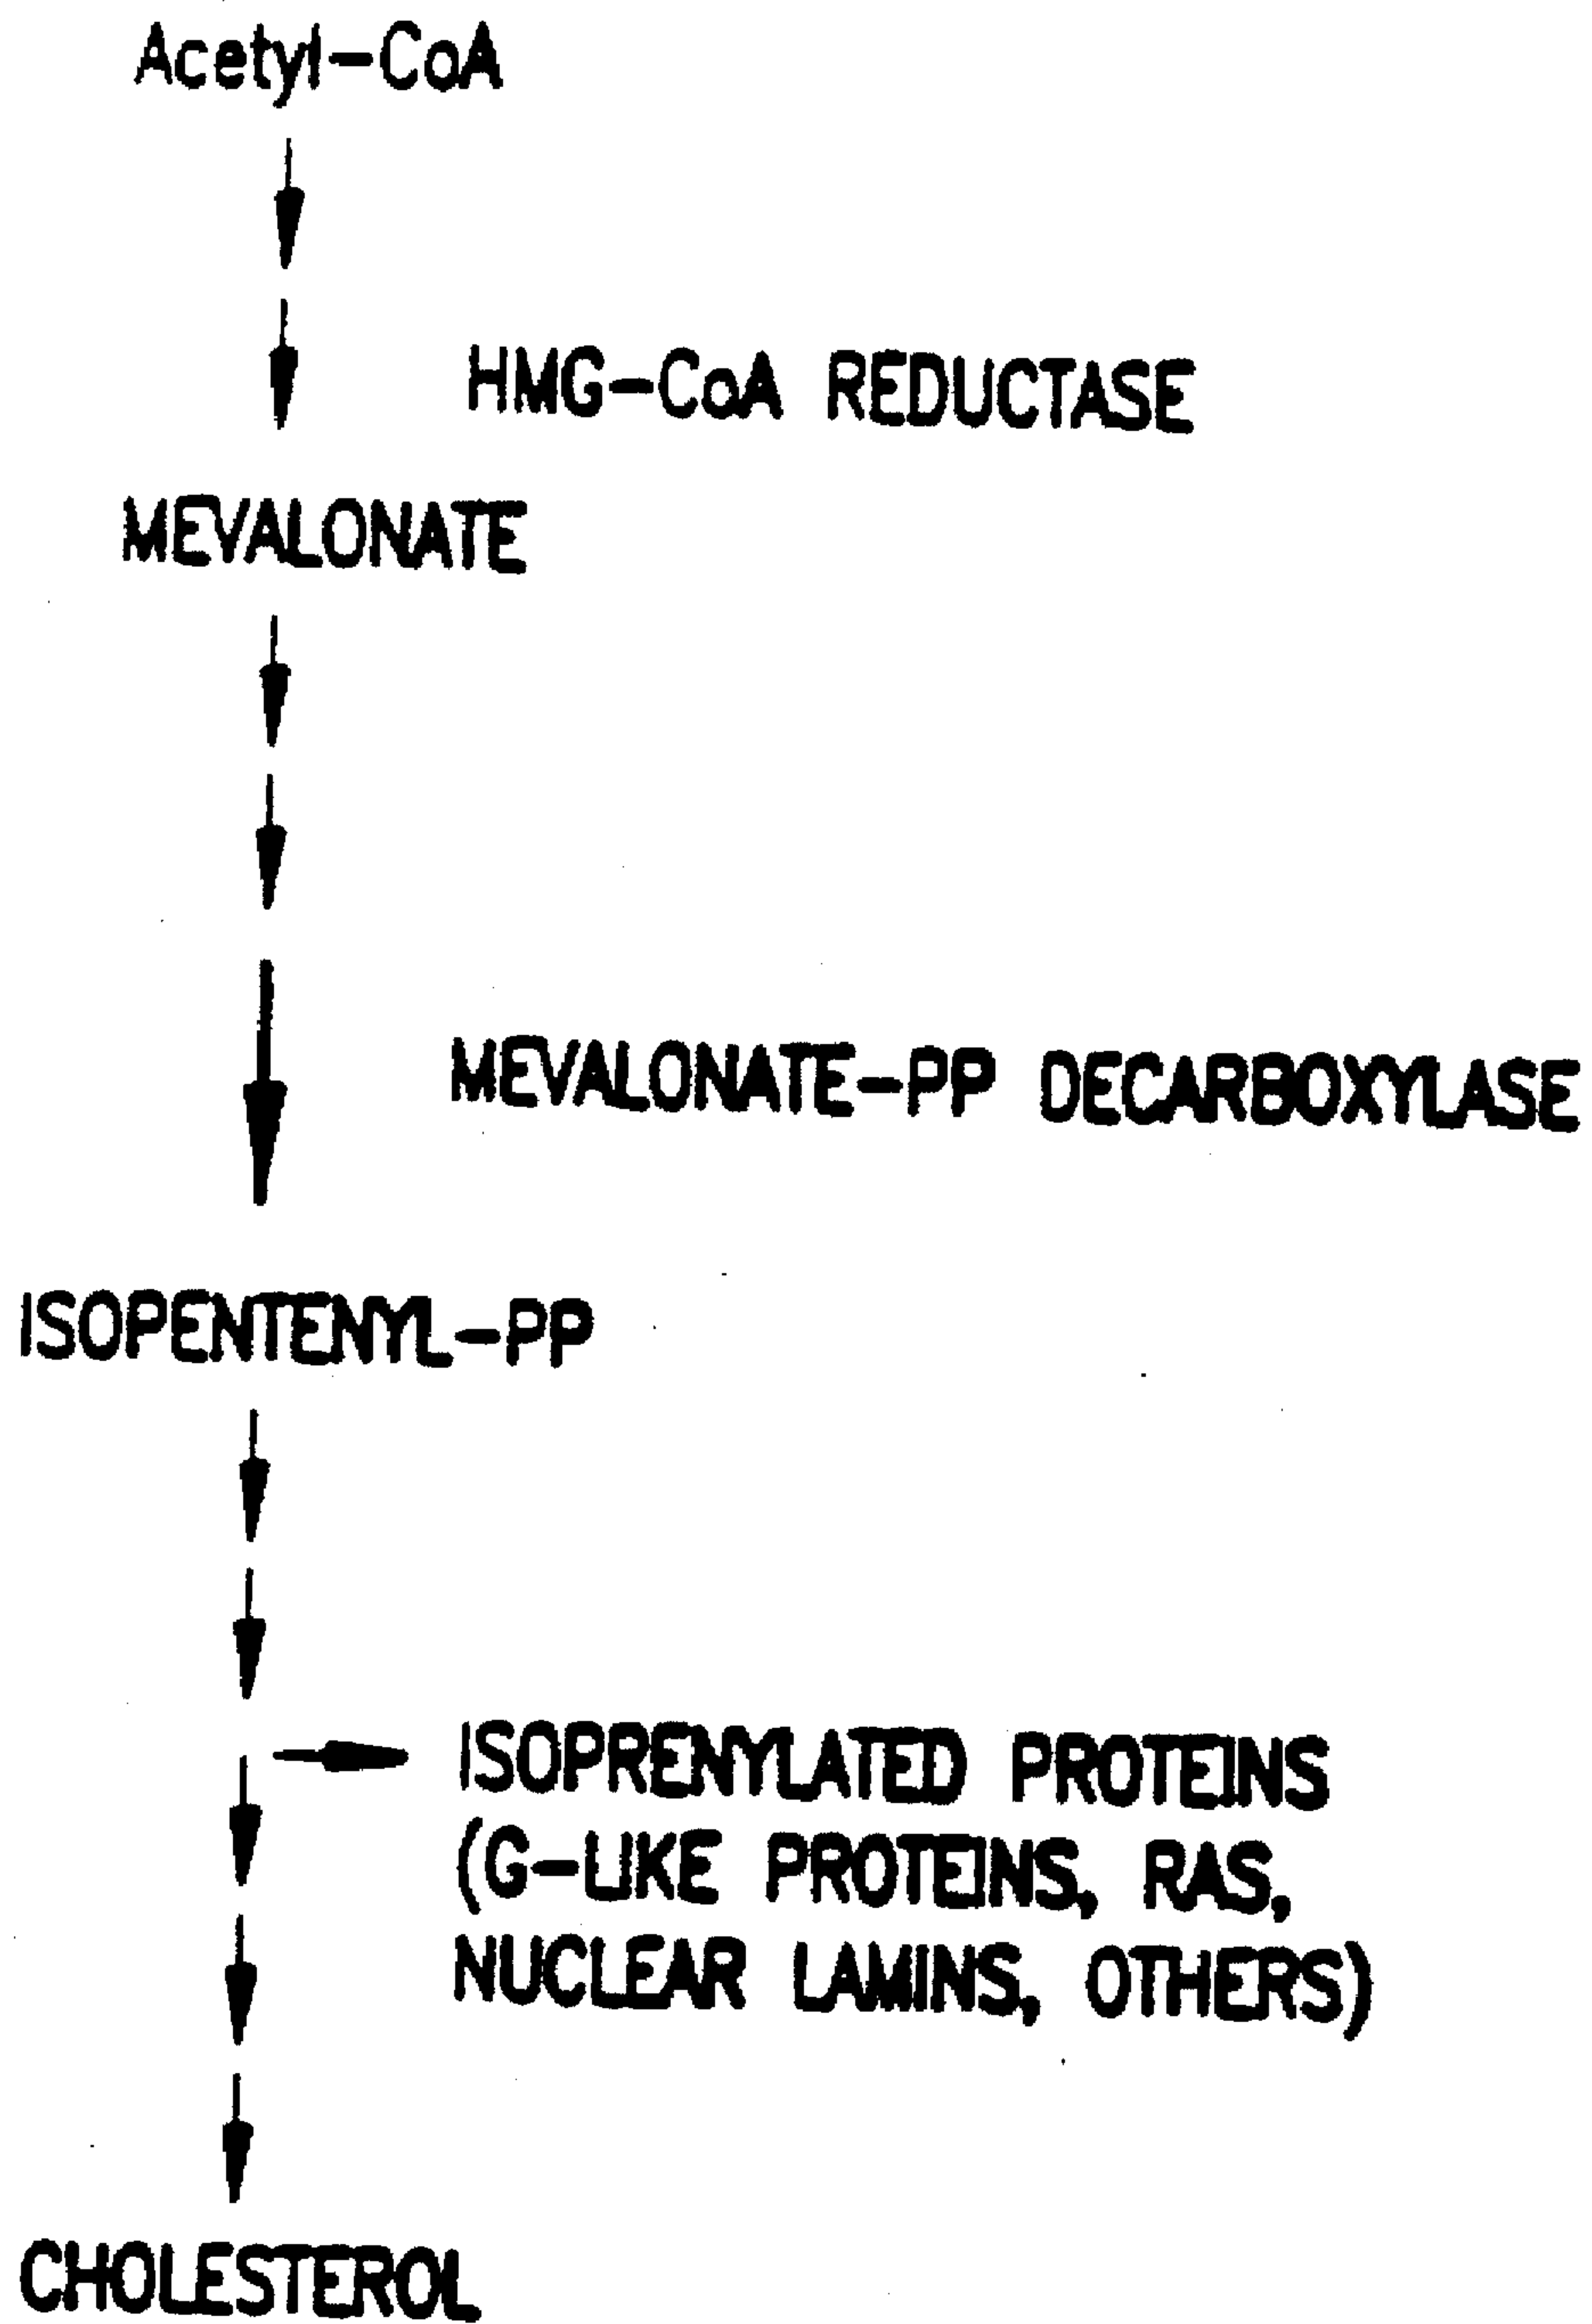 Acetyl-CoA
HMG-CoA REDUCTASE
MEVALONATE
MEVALONATE-PP DECARBOXYLASE
ISOPENTENYL-PP
ISOPRENYLATED PROTEINS
(G-LIKE PROTEINS, RAS,
NUCLEAR LAMINS, OTHERS)
CHOLESTEROL